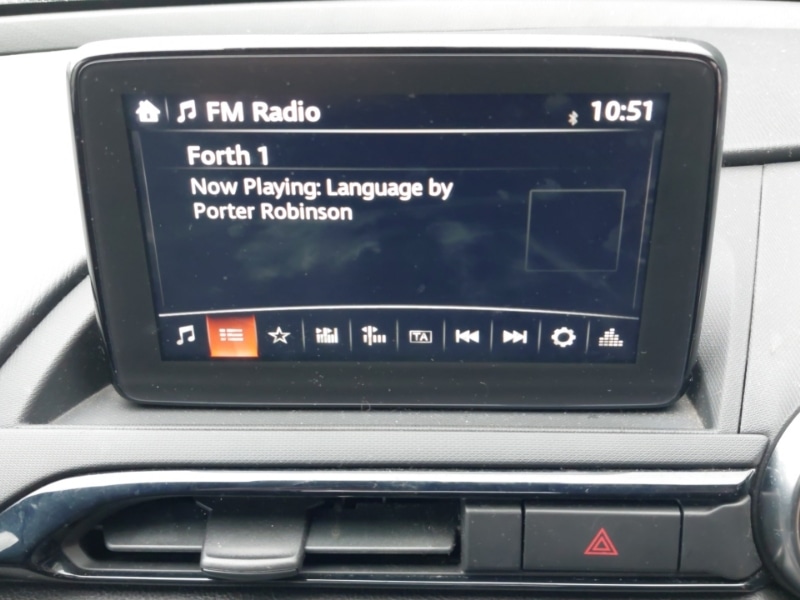 FM Radio 10:51
Forth 1
Now Playing: Language by
Porter Robinson
TA